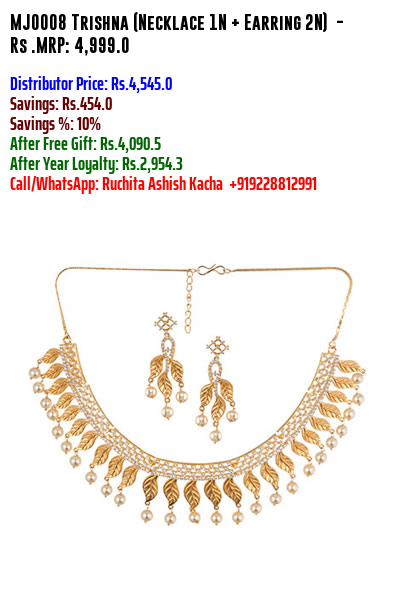 MJ0008 Trishna (Necklace 1N + Earring 2N) -
Rs .MRP: 4,999.0
Distributor Price: Rs.4,545.0
Savings: Rs.454.0
Savings %: 10%
After Free Gift: Rs.4,090.5
After Year Loyalty: Rs.2,954.3
Call/WhatsApp: Ruchita Ashish Kacha +919228812991